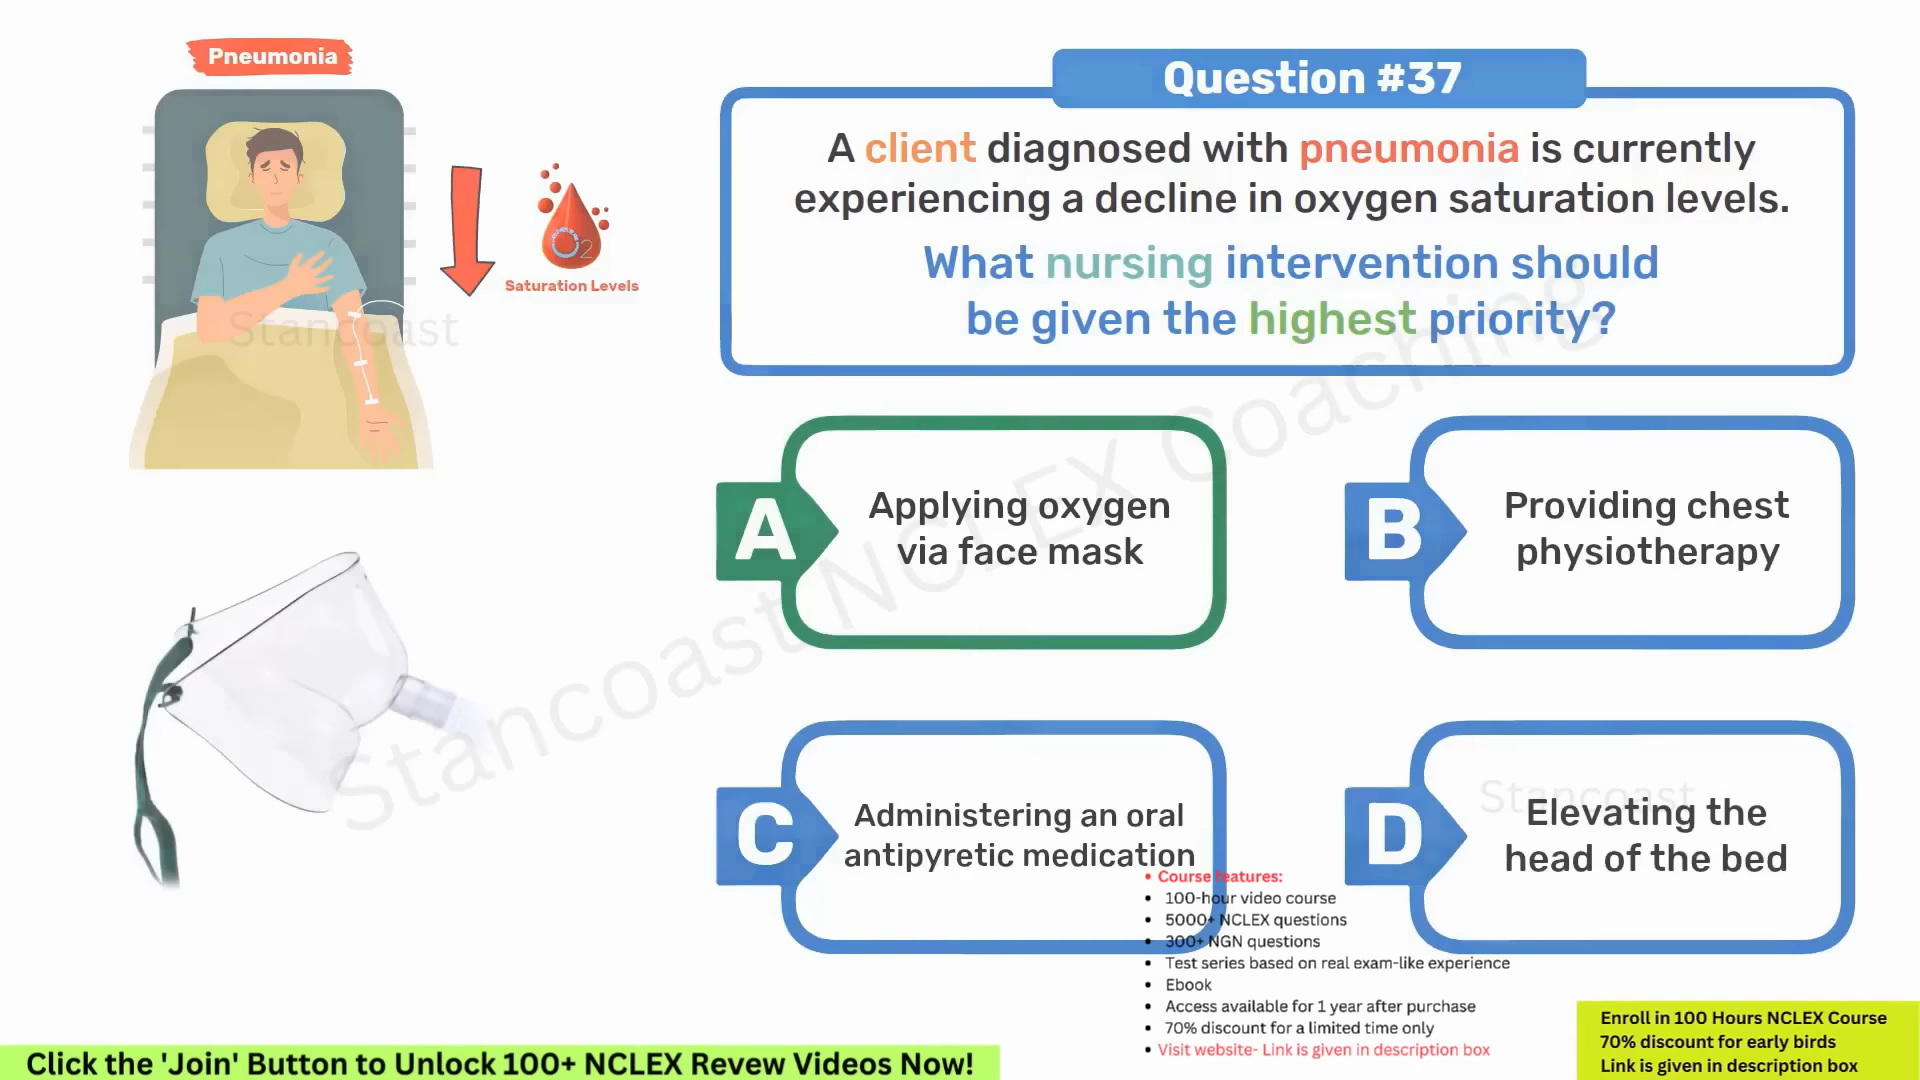 Pneumonia
O2
Saturation Levels
Question #37
A client diagnosed with pneumonia is currently
experiencing a decline in oxygen saturation levels.
What nursing intervention should
be given the highest priority?
A
Applying oxygen
via face mask
B
Providing chest
physiotherapy
C
Administering an oral
antipyretic medication
D
Elevating the
head of the bed
Stancoast
Stancoast NCLEX Coaching
Stancoast
• Course features:
• 100-hour video course
• 5000+ NCLEX questions
• 300+ NGN questions
• Test series based on real exam-like experience
• Ebook
• Access available for 1 year after purchase
• 70% discount for a limited time only
• Visit website- Link is given in description box
Click the 'Join' Button to Unlock 100+ NCLEX Revew Videos Now!
Enroll in 100 Hours NCLEX Course
70% discount for early birds
Link is given in description box